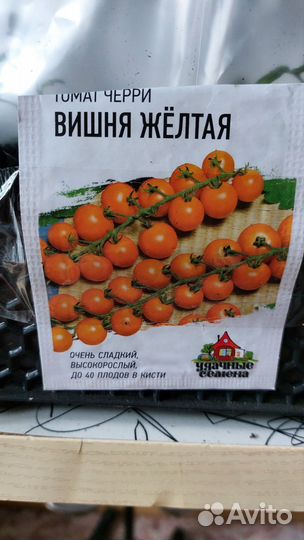 ТОМАТ ЧЕРРИ
ВИШНЯ ЖЁЛТАЯ
ОЧЕНЬ СЛАДКИЙ,
ВЫСОКОРОСЛЫЙ,
ДО 40 ПЛОДОВ В КИСТИ
УДАЧНЫЕ
СЕМЕНА
Avito